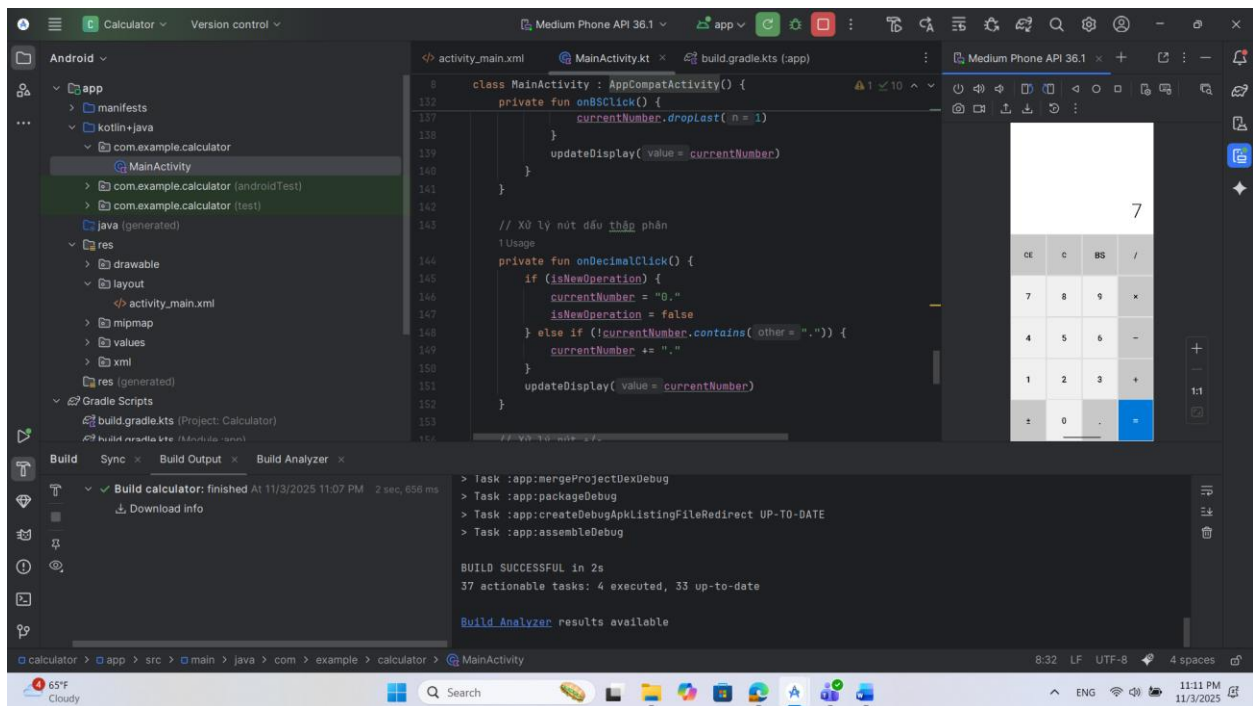 C Calculator Version control Medium Phone API 36.1 app
Android
app
manifests
kotlin+java
com.example.calculator
MainActivity
com.example.calculator (androidTest)
com.example.calculator (test)
java (generated)
res
drawable
layout
activity_main.xml
mipmap
values
xml
res (generated)
Gradle Scripts
build.gradle.kts (Project: Calculator)
build.gradle.kts (Module :app)
activity_main.xml MainActivity.kt build.gradle.kts (:app)
8 class MainActivity : AppCompatActivity() { 1 10
132 private fun onBSClick() {
137 currentNumber.dropLast( n = 1)
138 }
139 updateDisplay( value = currentNumber)
140 }
141 }
142
143 // Xử lý nút dấu thập phân
1 Usage
144 private fun onDecimalClick() {
145 if (isNewOperation) {
146 currentNumber = "0."
147 isNewOperation = false
148 } else if (!currentNumber.contains( other = ".")) {
149 currentNumber += "."
150 }
151 updateDisplay( value = currentNumber)
152 }
153
154 // Xử lý nút +/-
Medium Phone API 36.1
7
CE C BS /
7 8 9 ×
4 5 6 −
1 2 3 +
± 0 . =
1:1
Build Sync Build Output Build Analyzer
Build calculator: finished At 11/3/2025 11:07 PM 2 sec, 656 ms
Download info
> Task :app:mergeProjectDexDebug
> Task :app:packageDebug
> Task :app:createDebugApkListingFileRedirect UP-TO-DATE
> Task :app:assembleDebug
BUILD SUCCESSFUL in 2s
37 actionable tasks: 4 executed, 33 up-to-date
Build Analyzer results available
calculator > app > src > main > java > com > example > calculator > MainActivity 8:32 LF UTF-8 4 spaces
65°F
Cloudy
Search
ENG
11:11 PM
11/3/2025